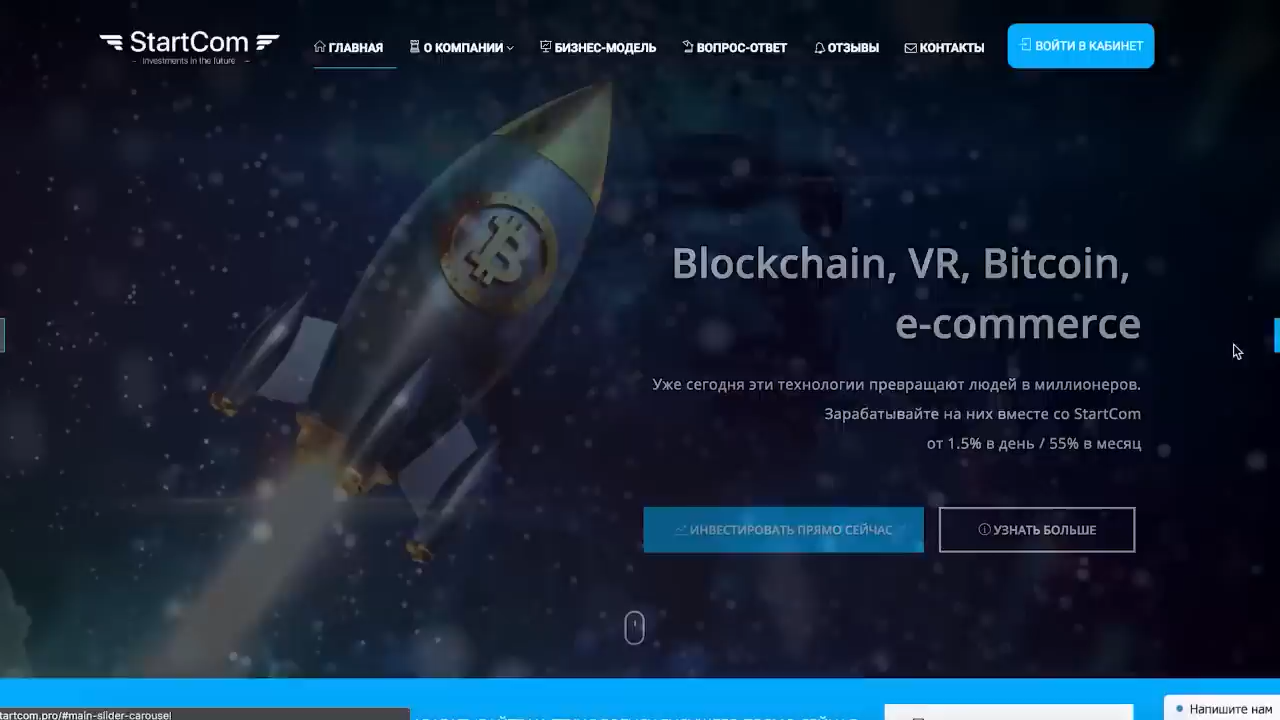 StartCom
investments in the future
ГЛАВНАЯ
О КОМПАНИИ
БИЗНЕС-МОДЕЛЬ
ВОПРОС-ОТВЕТ
ОТЗЫВЫ
КОНТАКТЫ
ВОЙТИ В КАБИНЕТ
Blockchain, VR, Bitcoin,
e-commerce
Уже сегодня эти технологии превращают людей в миллионеров.
Зарабатывайте на них вместе со StartCom
от 1.5% в день / 55% в месяц
ИНВЕСТИРОВАТЬ ПРЯМО СЕЙЧАС
УЗНАТЬ БОЛЬШЕ
tartcom.pro/#main-slider-carousel
Напишите нам